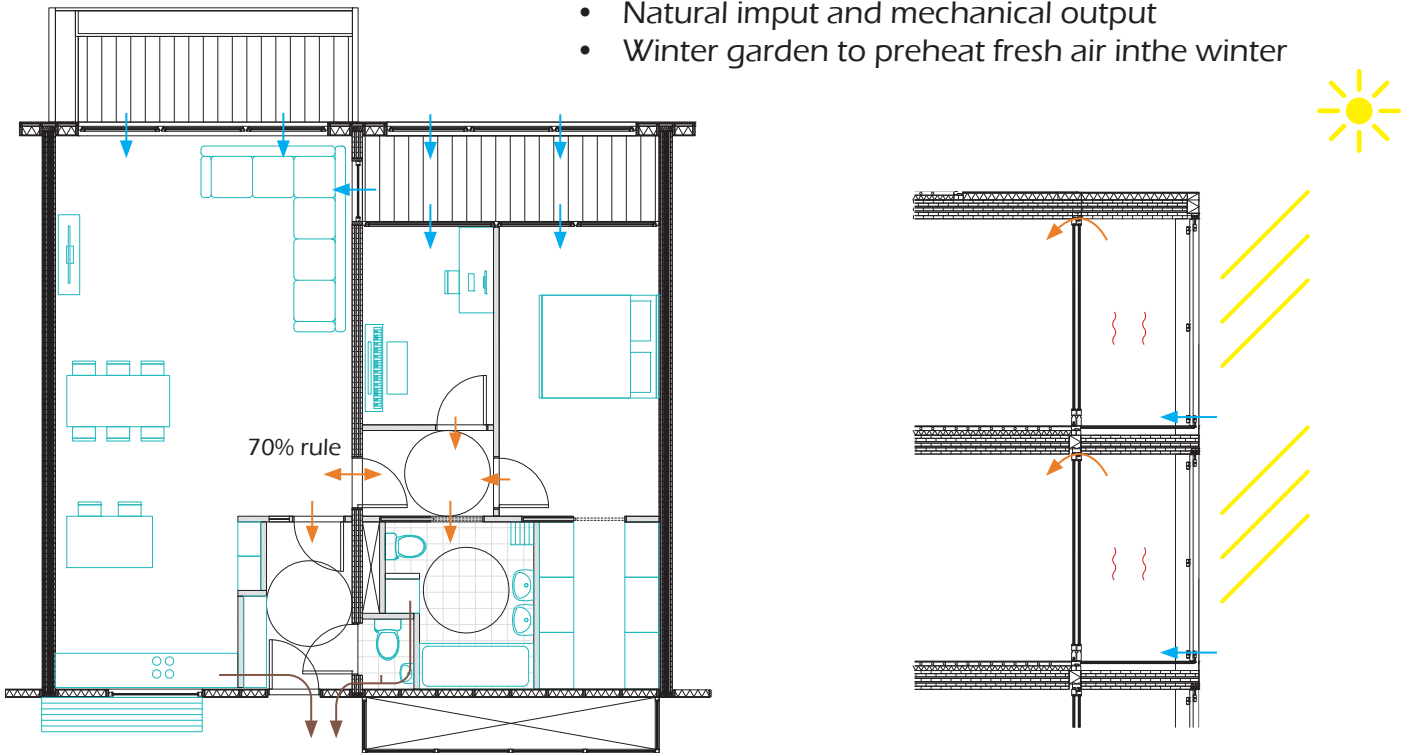 • Natural imput and mechanical output
• Winter garden to preheat fresh air inthe winter
70% rule